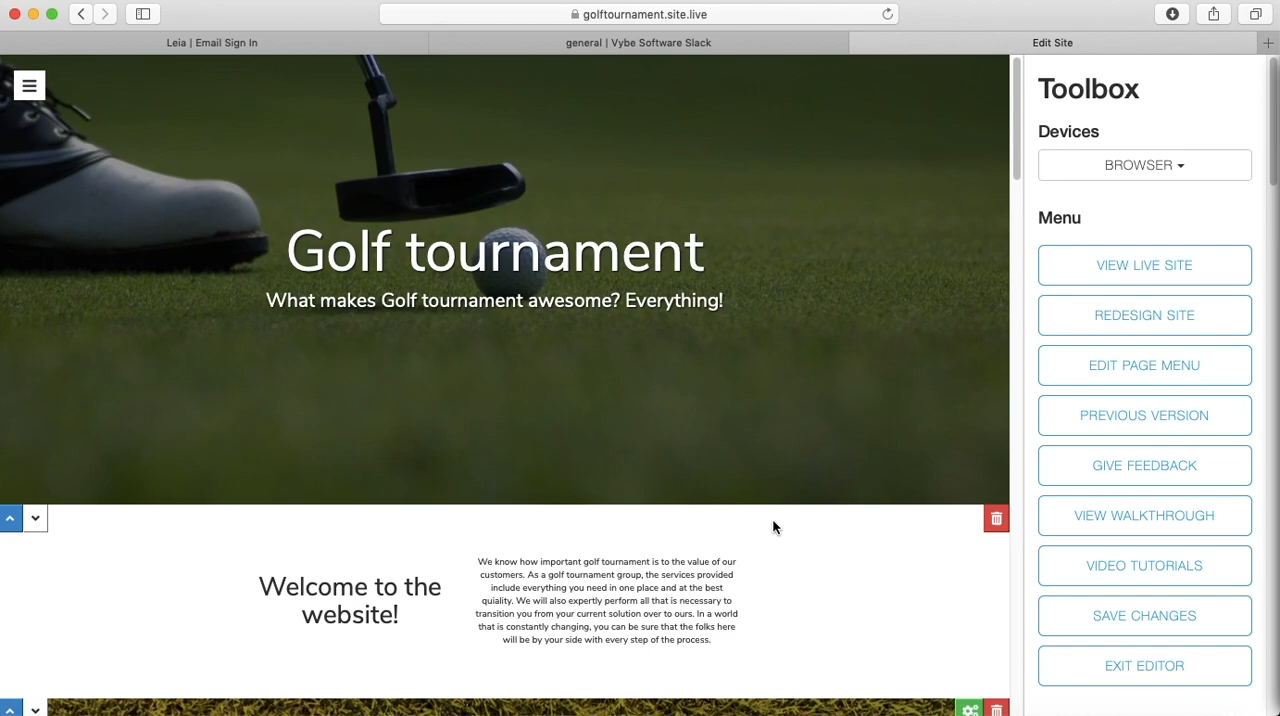 golftournament.site.live
Leia | Email Sign In
general | Vybe Software Slack
Edit Site
Golf tournament
What makes Golf tournament awesome? Everything!
Welcome to the
website!
We know how important golf tournament is to the value of our
customers. As a golf tournament group, the services provided
include everything you need in one place and at the best
quiality. We will also expertly perform all that is necessary to
transition you from your current solution over to ours. In a world
that is constantly changing, you can be sure that the folks here
will be by your side with every step of the process.
Toolbox
Devices
BROWSER
Menu
VIEW LIVE SITE
REDESIGN SITE
EDIT PAGE MENU
PREVIOUS VERSION
GIVE FEEDBACK
VIEW WALKTHROUGH
VIDEO TUTORIALS
SAVE CHANGES
EXIT EDITOR